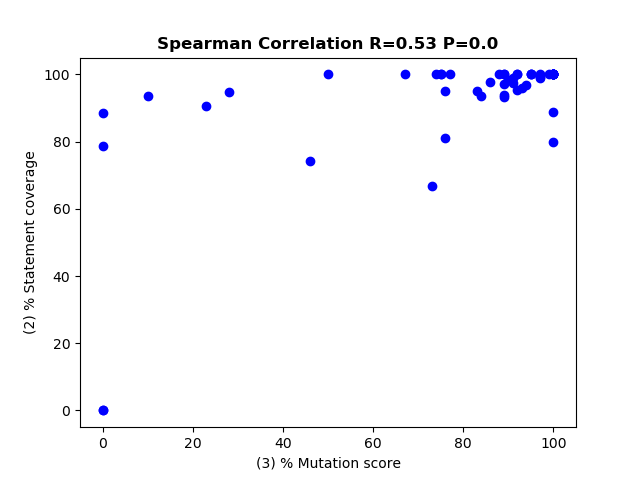 Spearman Correlation R=0.53 P=0.0
(2) % Statement coverage
100
80
60
40
20
0
0 20 40 60 80 100
(3) % Mutation score